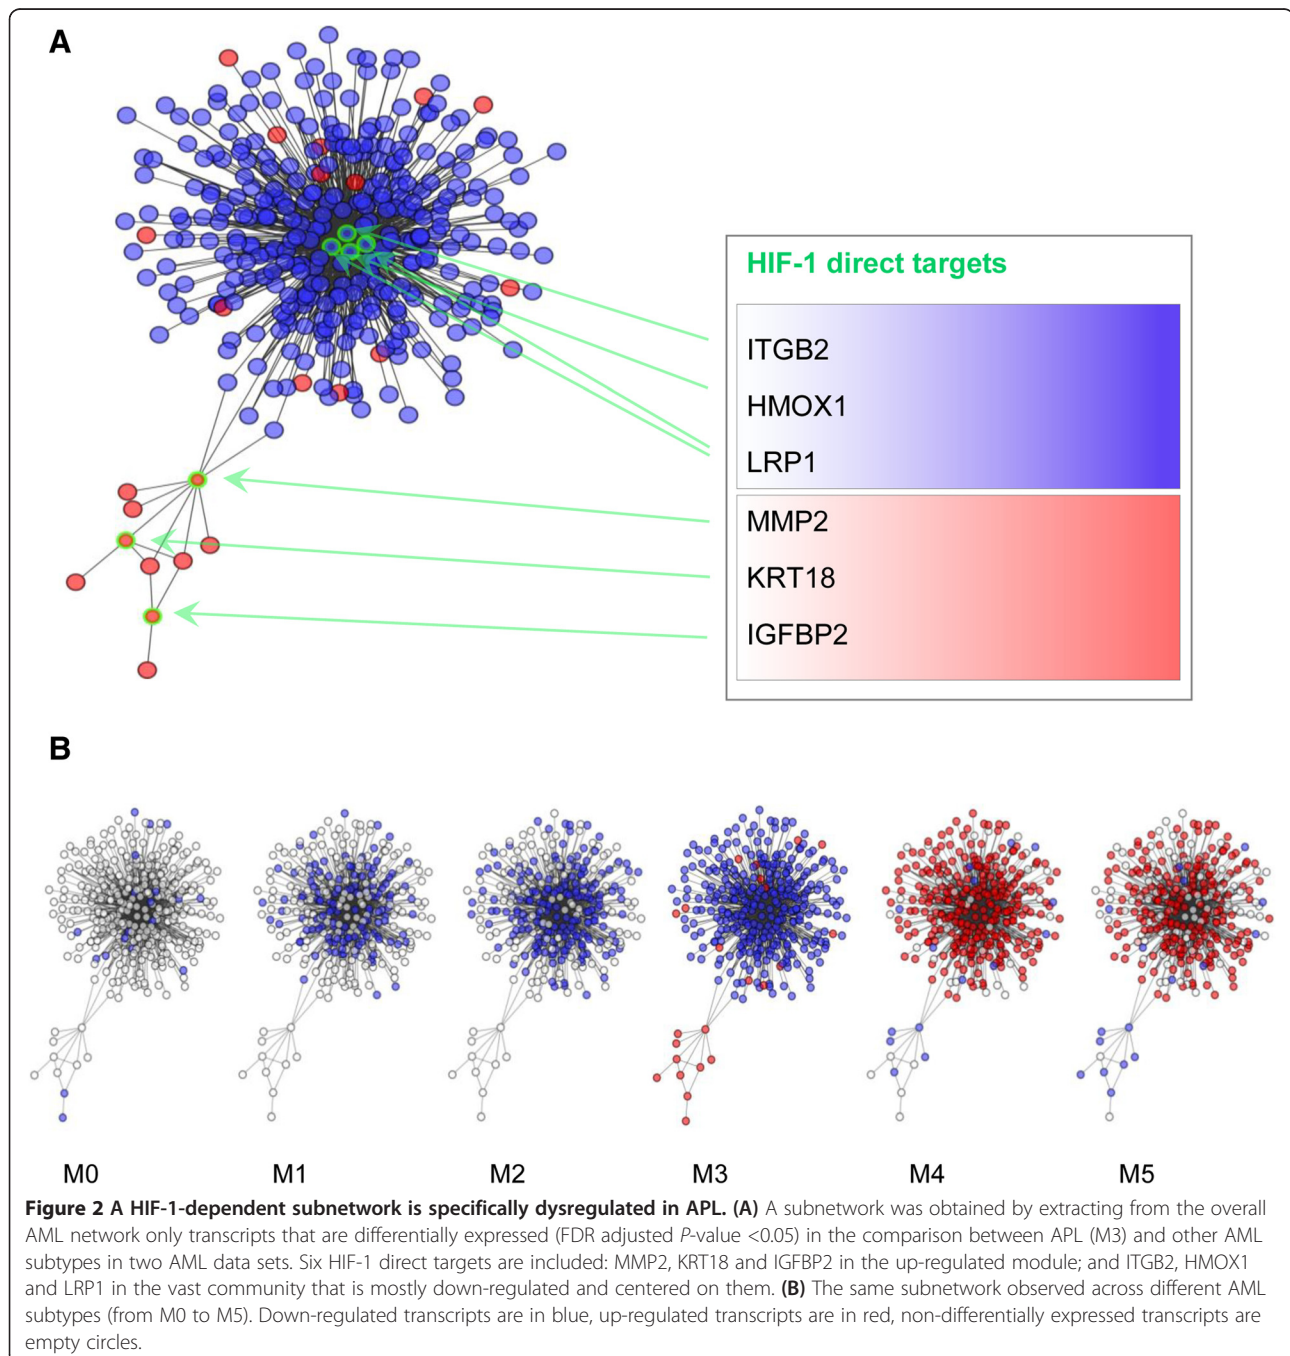 A
HIF-1 direct targets
ITGB2
HMOX1
LRP1
MMP2
KRT18
IGFBP2
B
M0 M1 M2 M3 M4 M5
Figure 2 A HIF-1-dependent subnetwork is specifically dysregulated in APL. (A) A subnetwork was obtained by extracting from the overall
AML network only transcripts that are differentially expressed (FDR adjusted P-value <0.05) in the comparison between APL (M3) and other AML
subtypes in two AML data sets. Six HIF-1 direct targets are included: MMP2, KRT18 and IGFBP2 in the up-regulated module; and ITGB2, HMOX1
and LRP1 in the vast community that is mostly down-regulated and centered on them. (B) The same subnetwork observed across different AML
subtypes (from M0 to M5). Down-regulated transcripts are in blue, up-regulated transcripts are in red, non-differentially expressed transcripts are
empty circles.